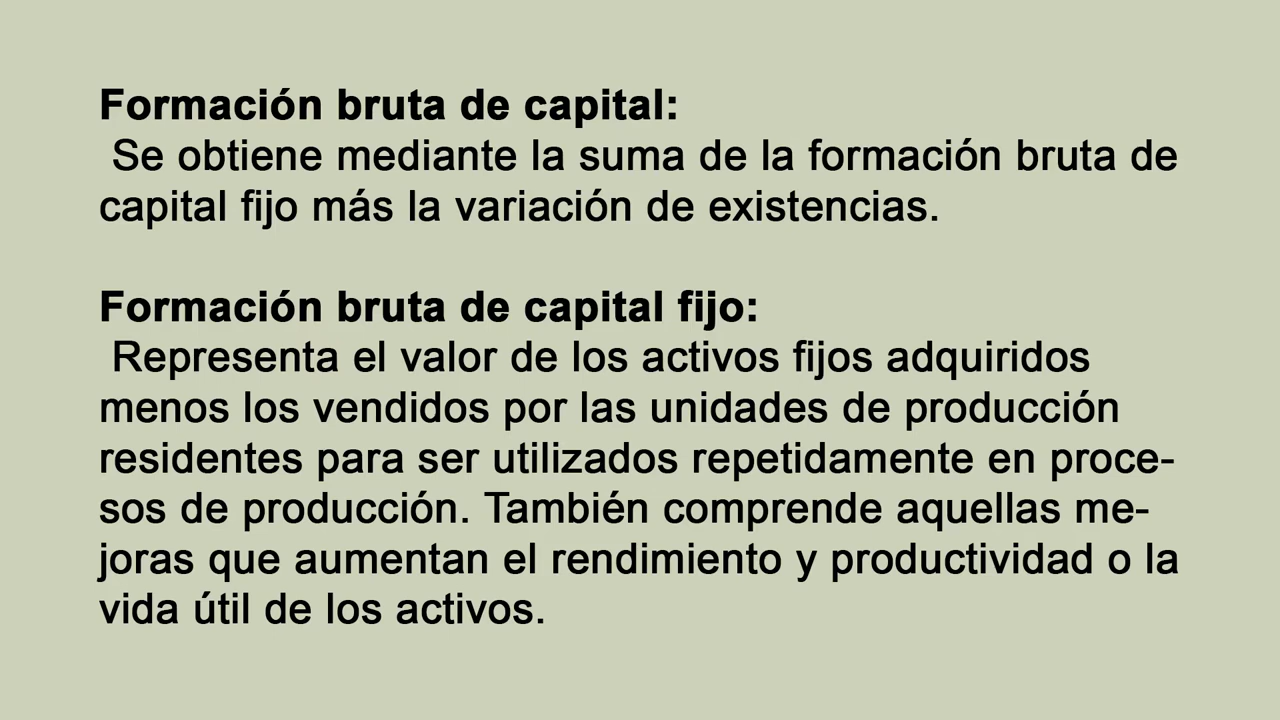 Formación bruta de capital:
Se obtiene mediante la suma de la formación bruta de
capital fijo más la variación de existencias.
Formación bruta de capital fijo:
Representa el valor de los activos fijos adquiridos
menos los vendidos por las unidades de producción
residentes para ser utilizados repetidamente en proce-
sos de producción. También comprende aquellas me-
joras que aumentan el rendimiento y productividad o la
vida útil de los activos.